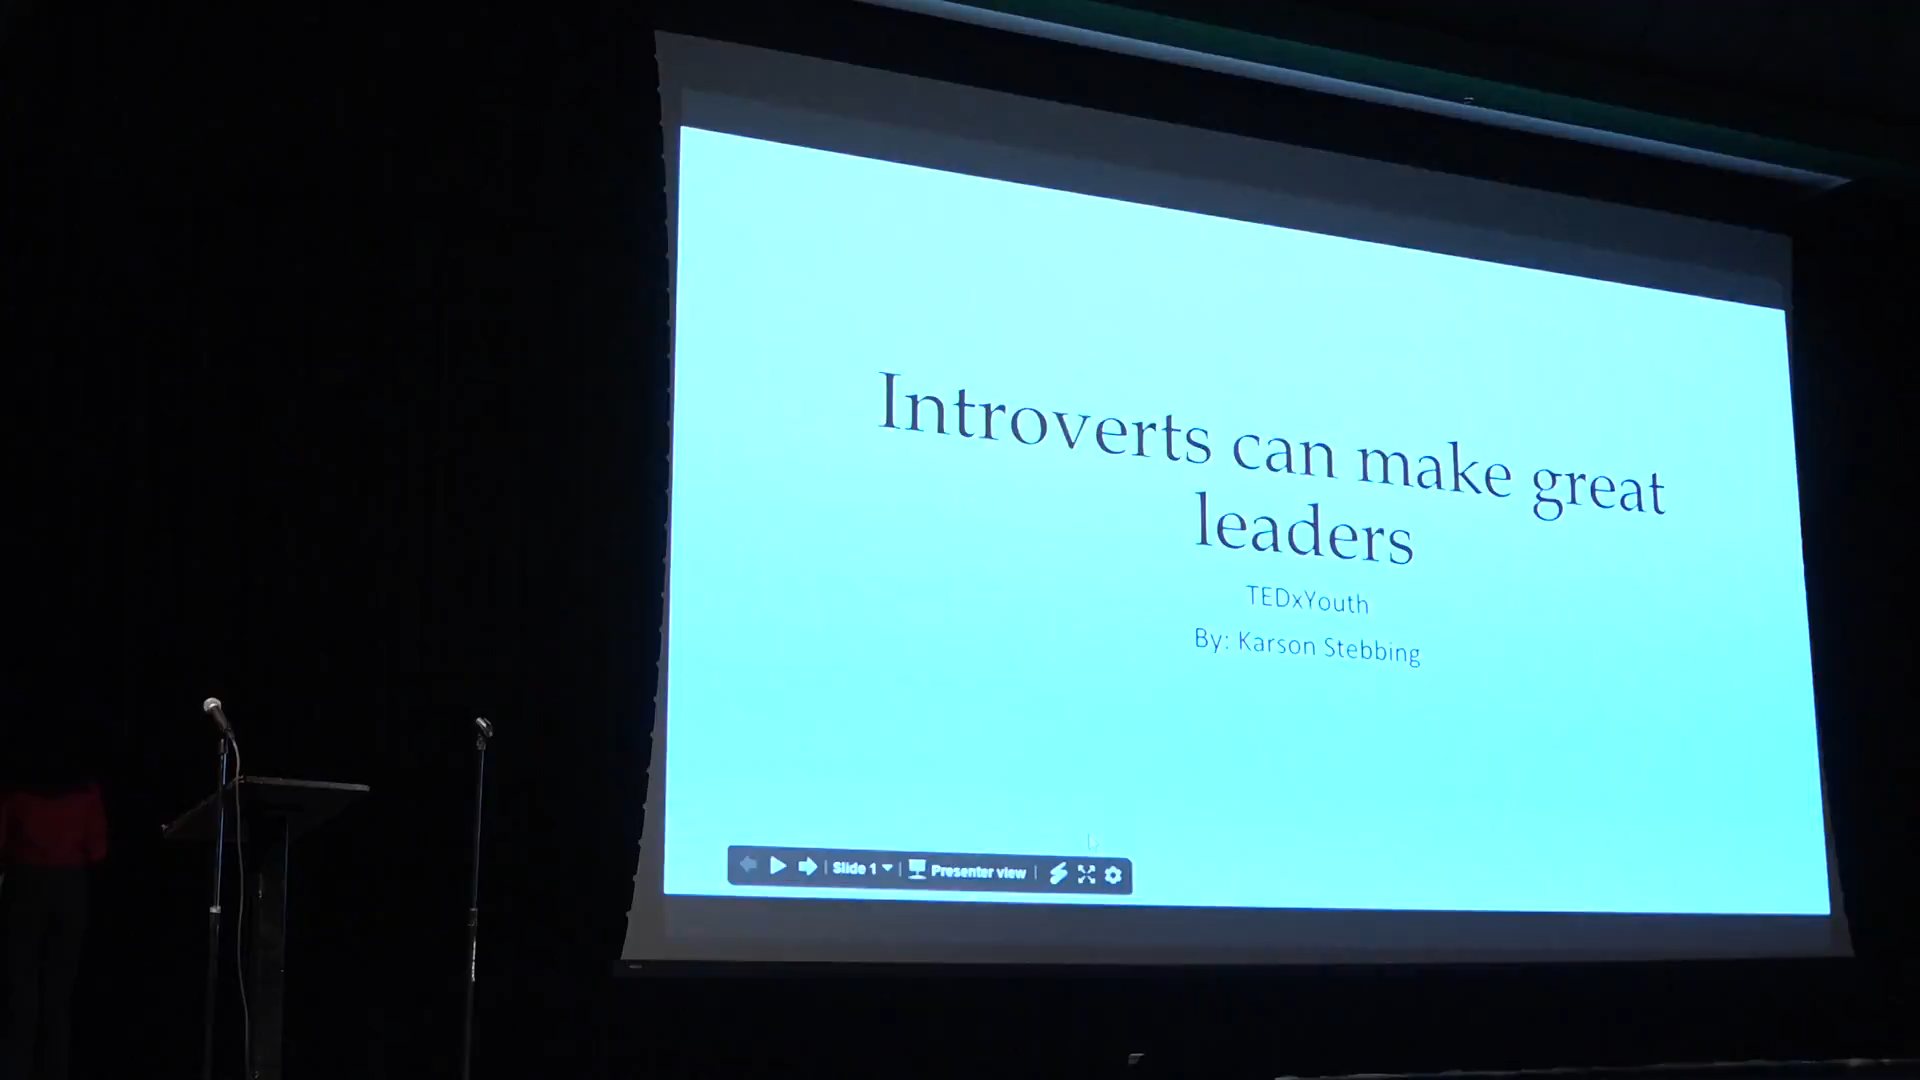 Introverts can make great
leaders
TEDxYouth
By: Karson Stebbing
Slide 1
Presenter view